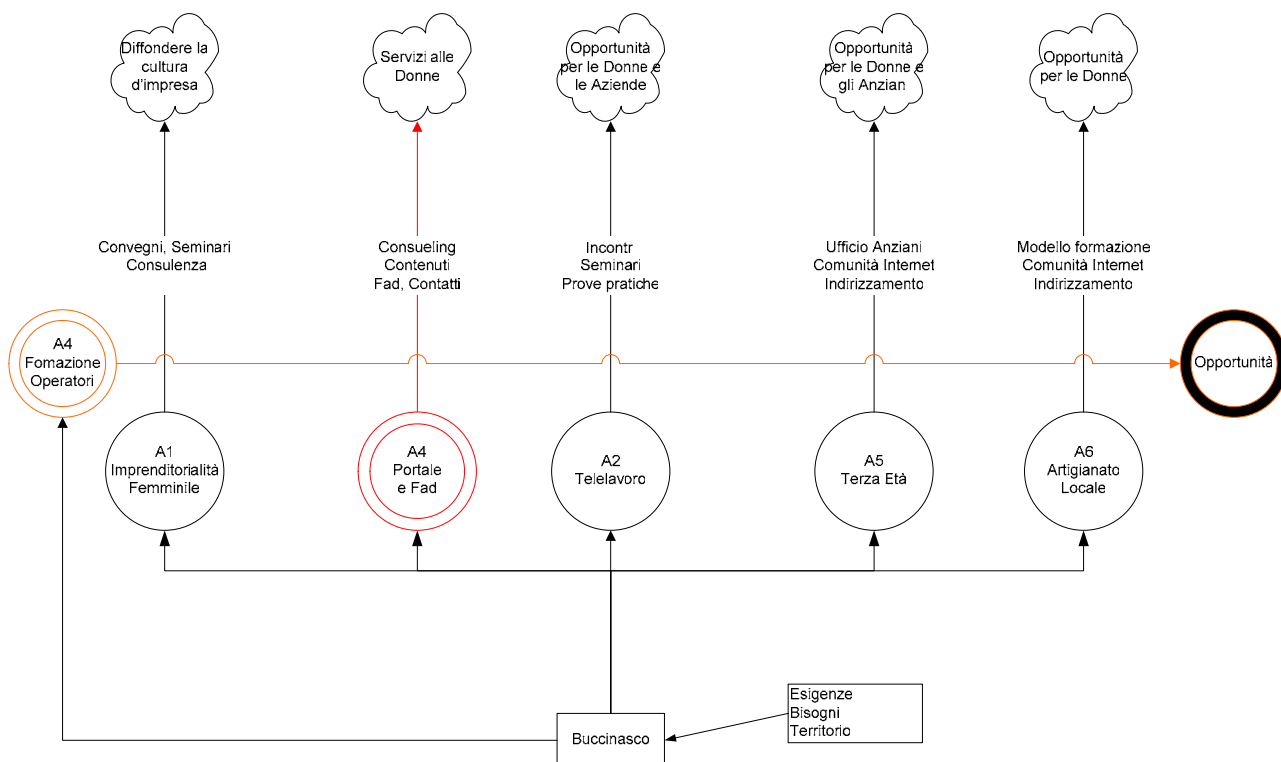 Diffondere la
cultura
d'impresa
Servizi alle
Donne
Opportunità
per le Donne e
le Aziende
Opportunità
per le Donne e
gli Anzian
Opportunità
per le Donne
Convegni, Seminari
Consulenza
Consueling
Contenuti
Fad, Contatti
Incontr
Seminari
Prove pratiche
Ufficio Anziani
Comunità Internet
Indirizzamento
Modello formazione
Comunità Internet
Indirizzamento
A4
Fomazione
Operatori
Opportunità
A1
Imprenditorialità
Femminile
A4
Portale
e Fad
A2
Telelavoro
A5
Terza Età
A6
Artigianato
Locale
Esigenze
Bisogni
Territorio
Buccinasco